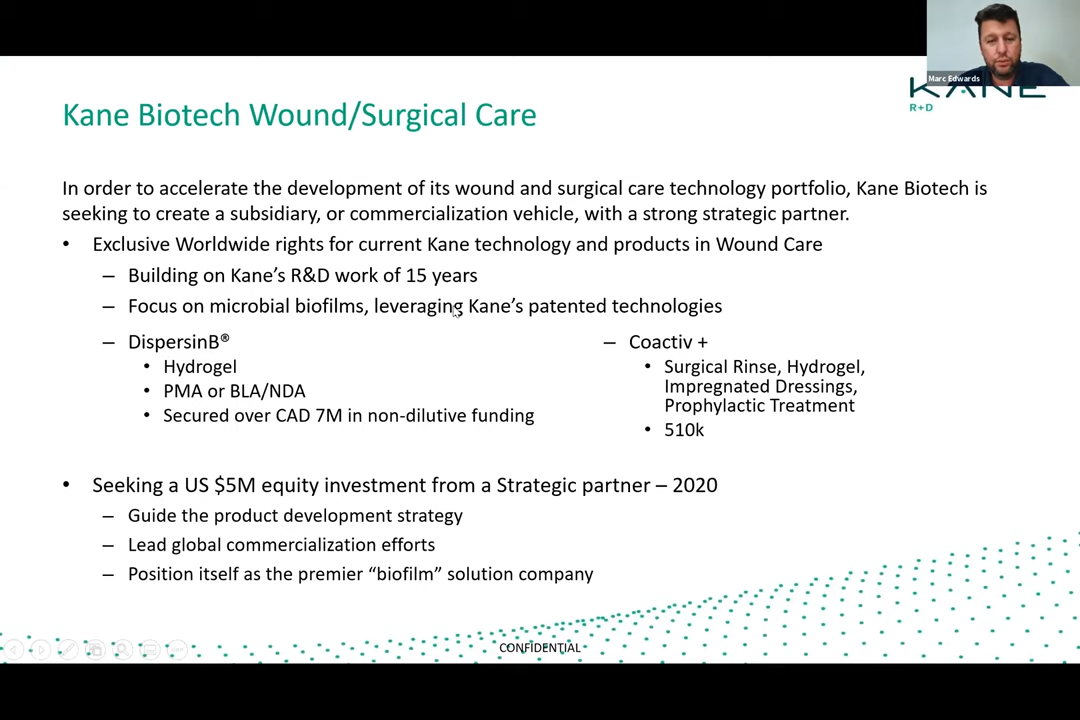 Marc Edwards
KANE
R+D
Kane Biotech Wound/Surgical Care
In order to accelerate the development of its wound and surgical care technology portfolio, Kane Biotech is
seeking to create a subsidiary, or commercialization vehicle, with a strong strategic partner.
• Exclusive Worldwide rights for current Kane technology and products in Wound Care
– Building on Kane’s R&D work of 15 years
– Focus on microbial biofilms, leveraging Kane’s patented technologies
– DispersinB®
• Hydrogel
• PMA or BLA/NDA
• Secured over CAD 7M in non-dilutive funding
– Coactiv +
• Surgical Rinse, Hydrogel,
Impregnated Dressings,
Prophylactic Treatment
• 510k
• Seeking a US $5M equity investment from a Strategic partner – 2020
– Guide the product development strategy
– Lead global commercialization efforts
– Position itself as the premier “biofilm” solution company
CONFIDENTIAL